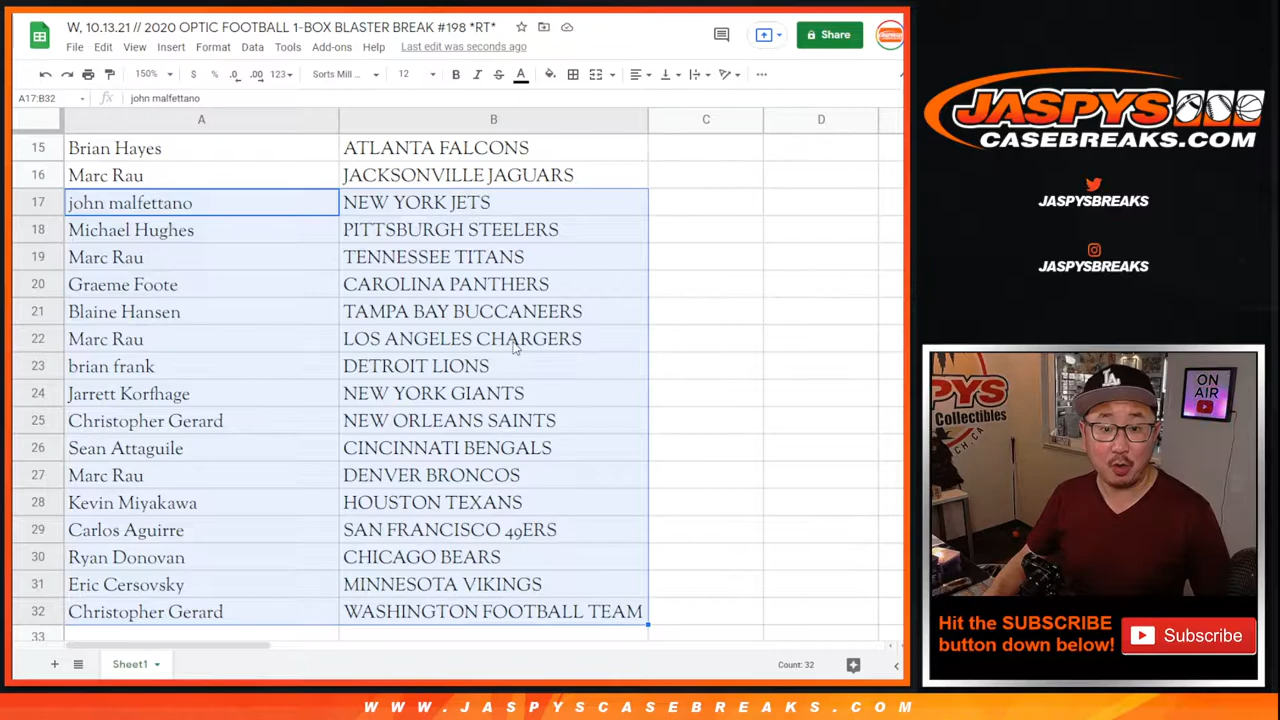 W, 10.13.21 // 2020 OPTIC FOOTBALL 1-BOX BLASTER BREAK #198 *RT*
File Edit View Insert Format Data Tools Add-ons Help Last edit was seconds ago
Share
150% $ % .0 .00 123 Sorts Mill ... 12 B I S A
A17:B32 fx john malfettano
A B C D
15 Brian Hayes ATLANTA FALCONS
16 Marc Rau JACKSONVILLE JAGUARS
17 john malfettano NEW YORK JETS
18 Michael Hughes PITTSBURGH STEELERS
19 Marc Rau TENNESSEE TITANS
20 Graeme Foote CAROLINA PANTHERS
21 Blaine Hansen TAMPA BAY BUCCANEERS
22 Marc Rau LOS ANGELES CHARGERS
23 brian frank DETROIT LIONS
24 Jarrett Korfhage NEW YORK GIANTS
25 Christopher Gerard NEW ORLEANS SAINTS
26 Sean Attaguile CINCINNATI BENGALS
27 Marc Rau DENVER BRONCOS
28 Kevin Miyakawa HOUSTON TEXANS
29 Carlos Aguirre SAN FRANCISCO 49ERS
30 Ryan Donovan CHICAGO BEARS
31 Eric Cersovsky MINNESOTA VIKINGS
32 Christopher Gerard WASHINGTON FOOTBALL TEAM
33
Sheet1
Count: 32
JASPYS
CASEBREAKS.COM
JASPYSBREAKS
JASPYSBREAKS
PYS
Collectibles
CH, CA
LA
ON
AIR
Hit the SUBSCRIBE
button down below!
Subscribe
WWW.JASPYSCASEBREAKS.COM